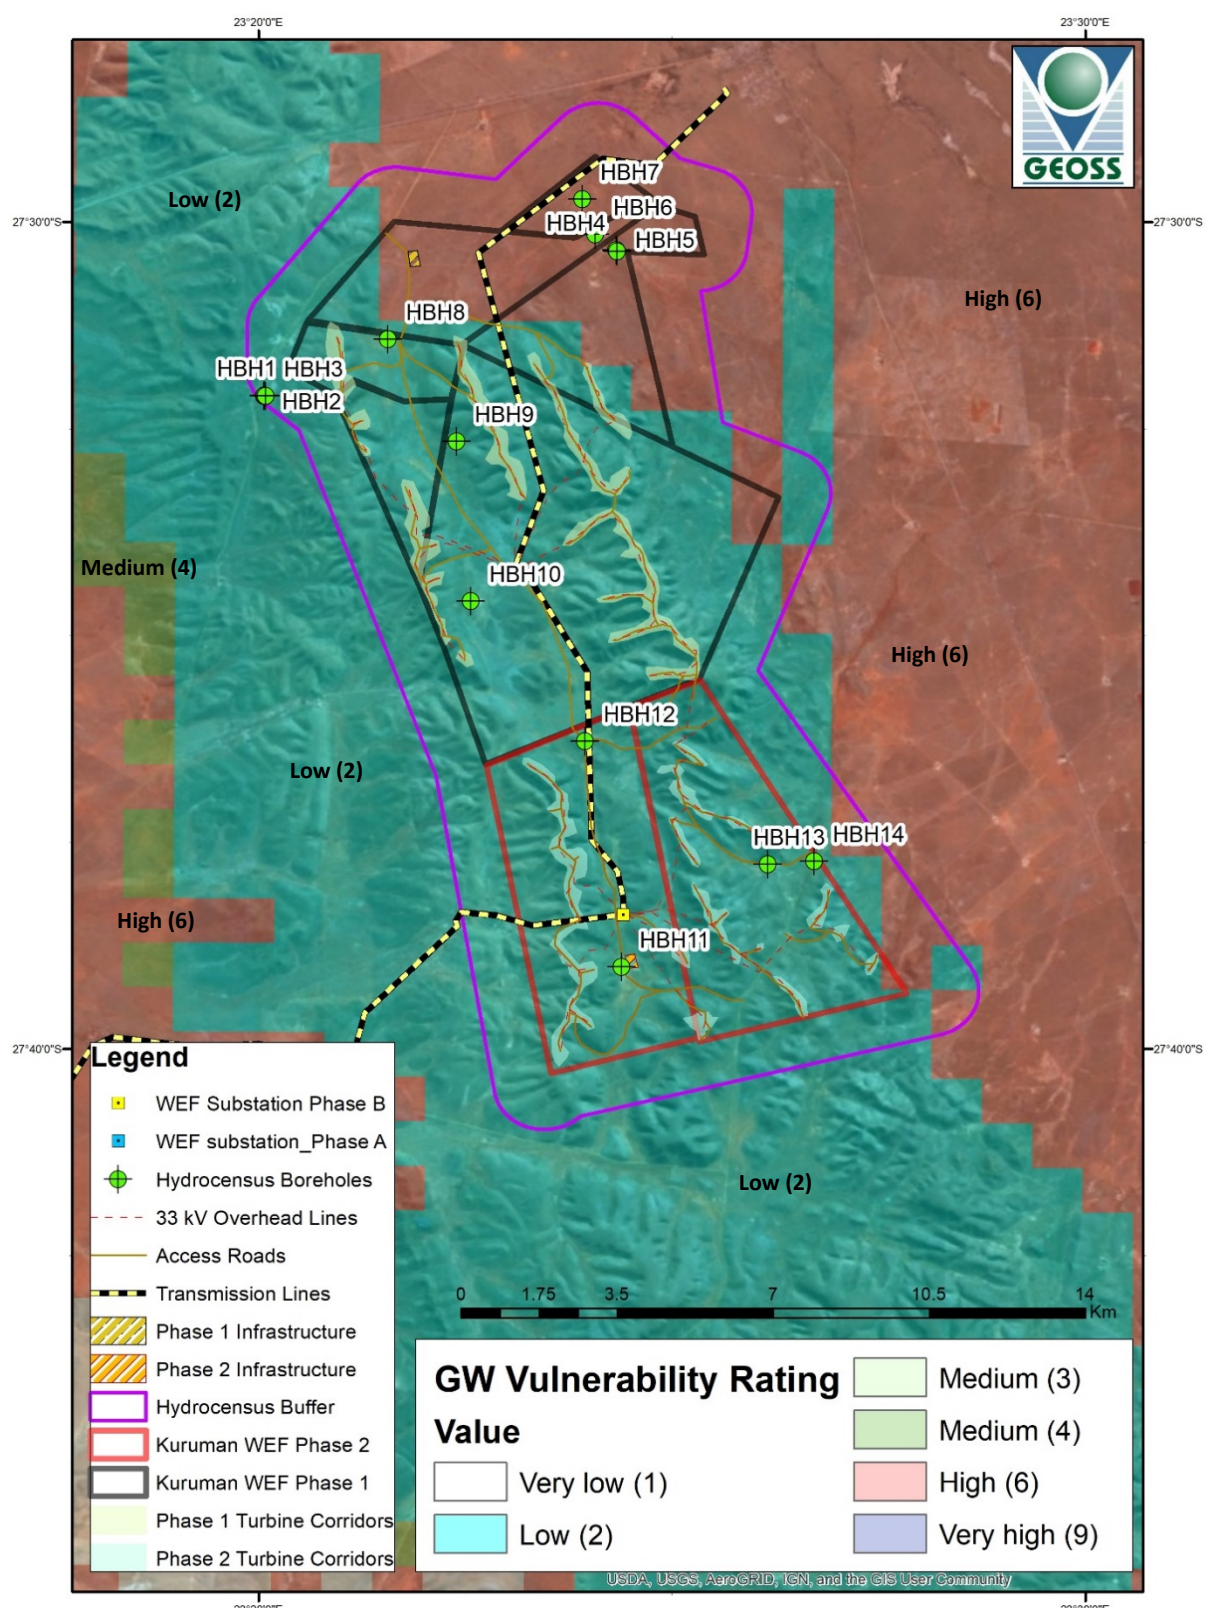 23°20'0"E
23°30'0"E
GEOSS
HBH7
Low (2)
HBH6
27°30'0"S
HBH4
27°30'0"S
HBH5
High (6)
HBH8
HBH1
HBH3
HBH2
HBH9
Medium (4)
HBH10
High (6)
HBH12
Low (2)
HBH13
HBH14
High (6)
HBH11
27°40'0"S
27°40'0"S
Legend
WEF Substation Phase B
WEF substation_Phase A
Hydrocensus Boreholes
33 kV Overhead Lines
Access Roads
Transmission Lines
Phase 1 Infrastructure
Phase 2 Infrastructure
Hydrocensus Buffer
Kuruman WEF Phase 2
Kuruman WEF Phase 1
Phase 1 Turbine Corridors
Phase 2 Turbine Corridors
Low (2)
0 1.75 3.5 7 10.5 14
Km
GW Vulnerability Rating
Value
Very low (1)
Low (2)
Medium (3)
Medium (4)
High (6)
Very high (9)
USDA, USGS, AeroGRID, IGN, and the GIS User Community